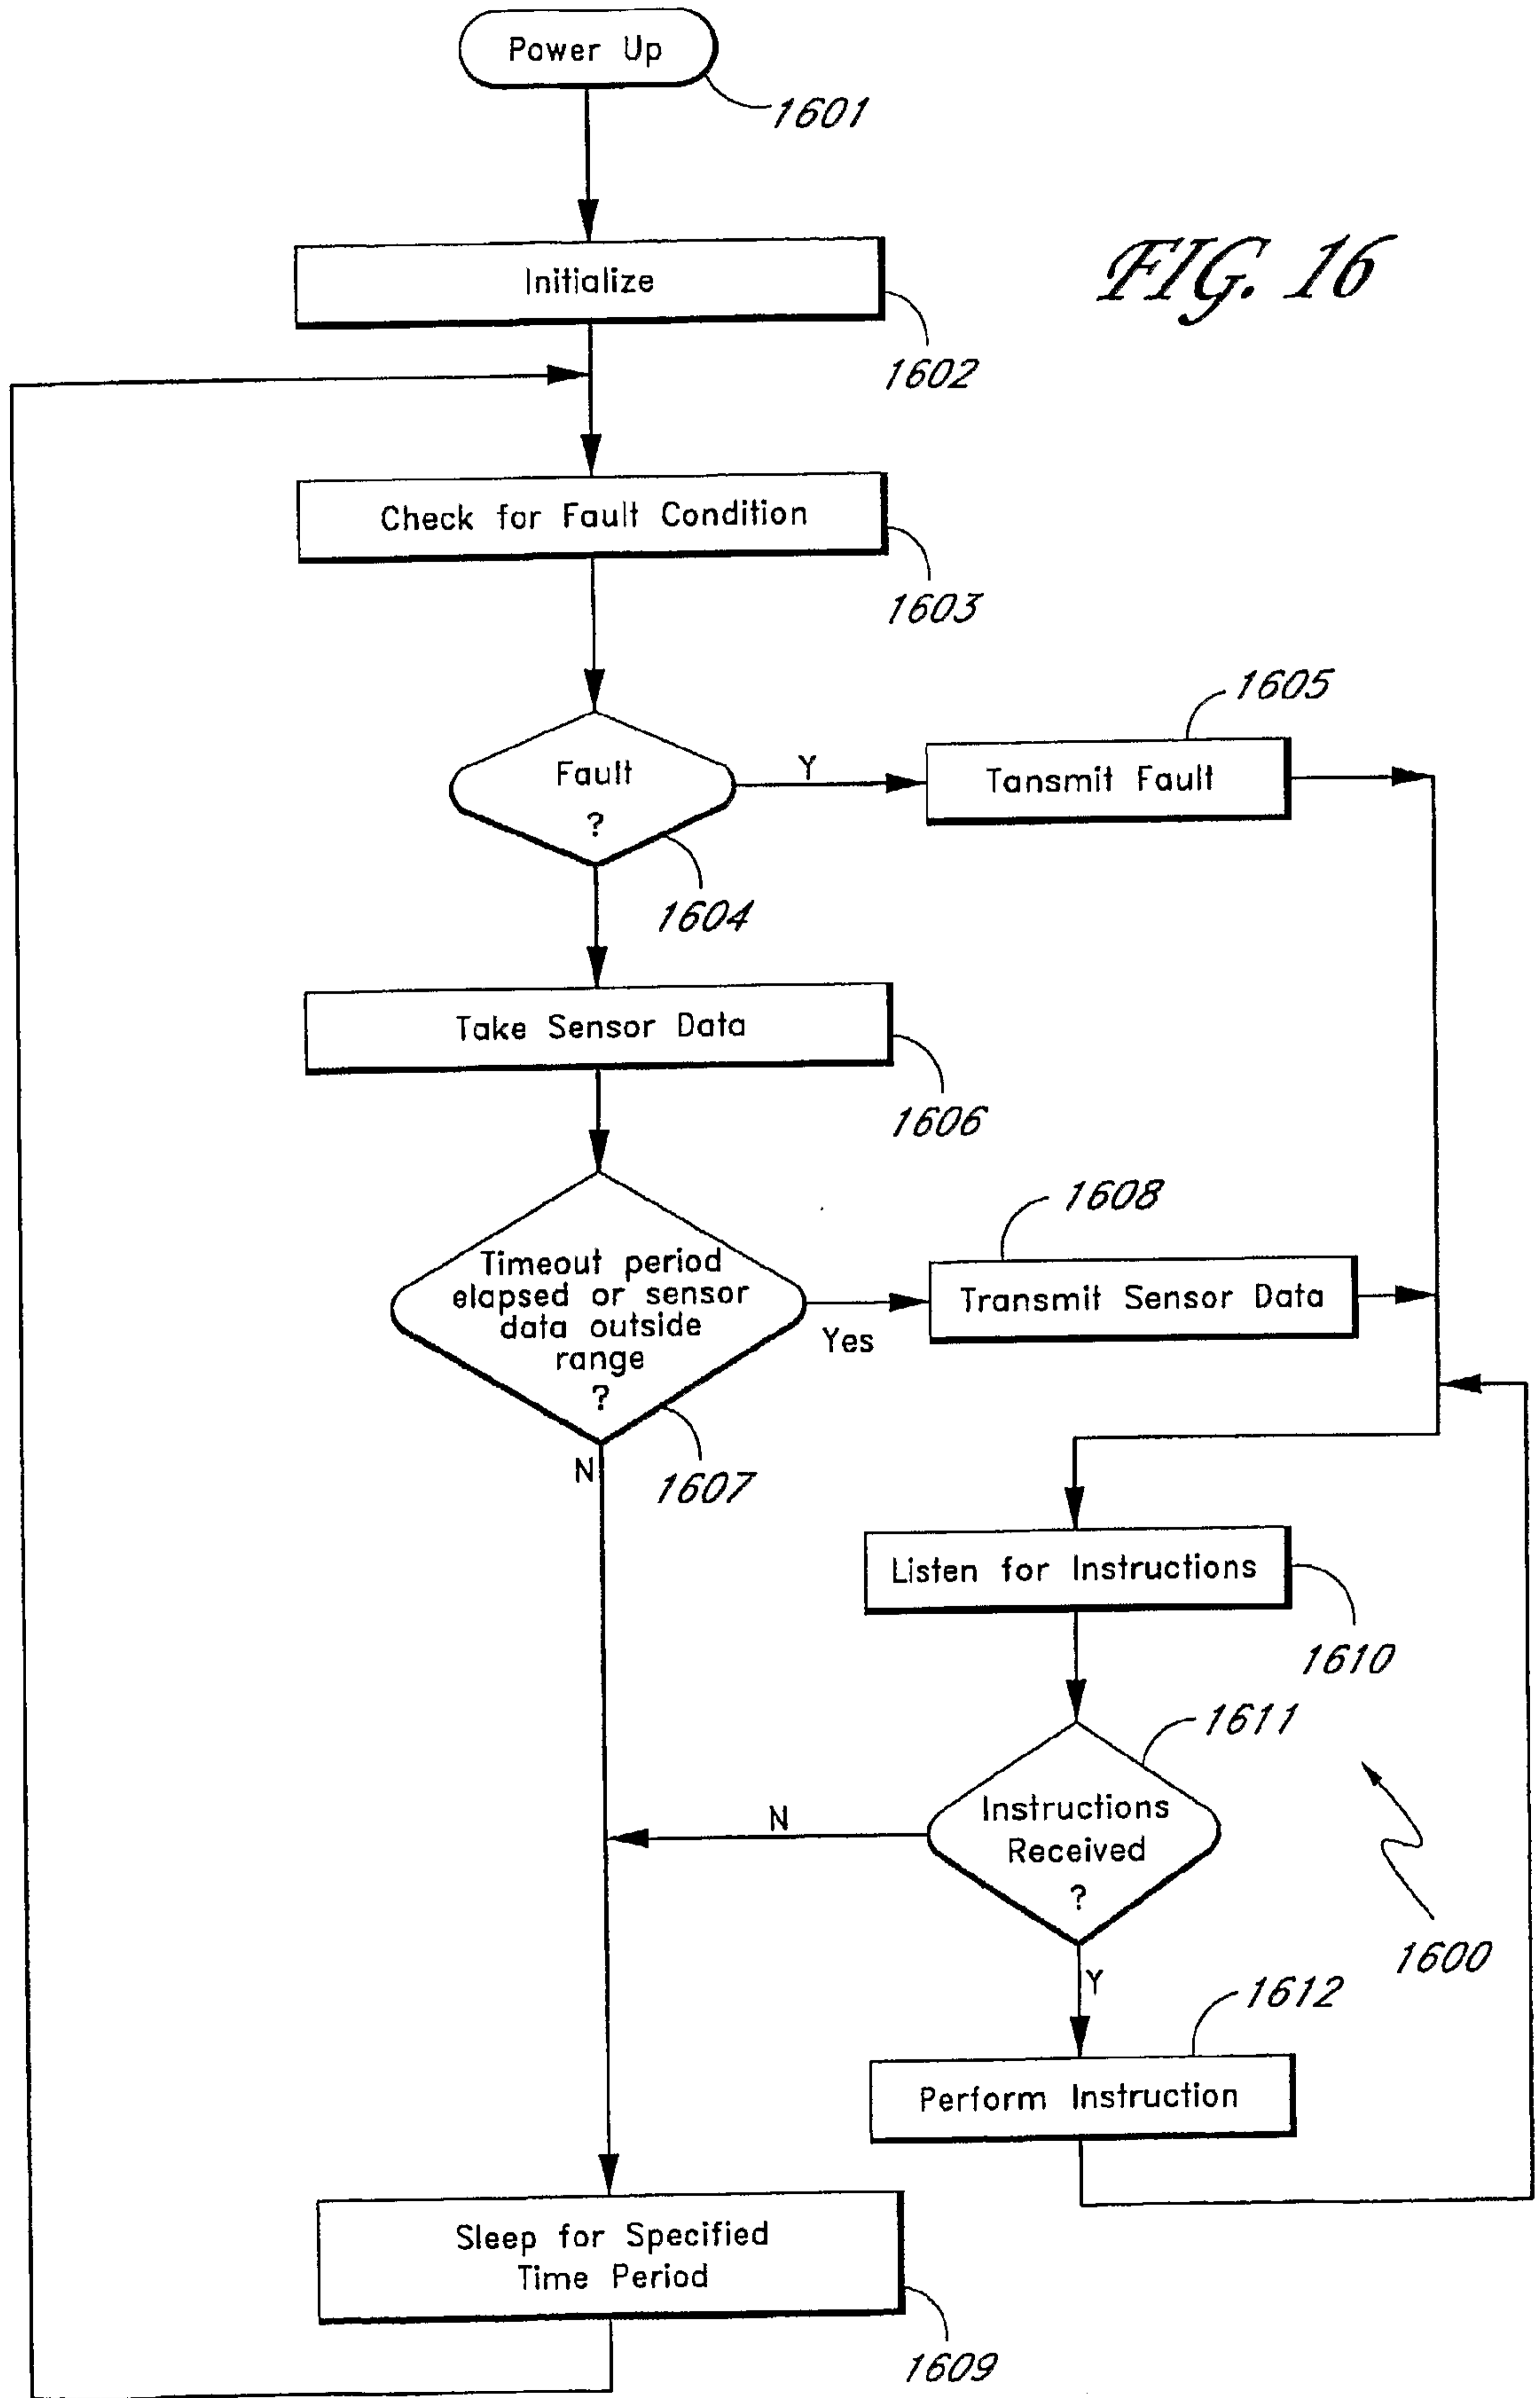 Power Up
1601
Initialize
FIG. 16
1602
Check for Fault Condition
1603
1605
Fault
?
Y
Tansmit Fault
1604
Take Sensor Data
1606
1608
Timeout period
elapsed or sensor
data outside
range
?
Yes
Transmit Sensor Data
N
1607
Listen for Instructions
1610
1611
Instructions
Received
?
N
1600
Y
1612
Perform Instruction
Sleep for Specified
Time Period
1609